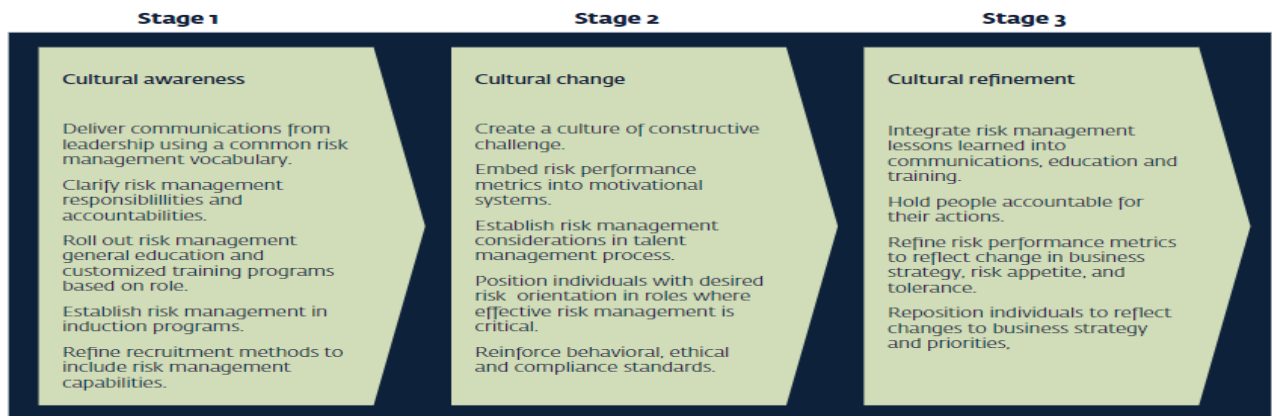 Stage 1
Stage 2
Stage 3
Cultural awareness
Deliver communications from
leadership using a common risk
management vocabulary.
Clarify risk management
responsiblillities and
accountabilities.
Roll out risk management
general education and
customized training programs
based on role.
Establish risk management in
induction programs.
Refine recruitment methods to
include risk management
capabilities.
Cultural change
Create a culture of constructive
challenge.
Embed risk performance
metrics into motivational
systems.
Establish risk management
considerations in talent
management process.
Position individuals with desired
risk orientation in roles where
effective risk management is
critical.
Reinforce behavioral, ethical
and compliance standards.
Cultural refinement
Integrate risk management
lessons learned into
communications, education and
training.
Hold people accountable for
their actions.
Refine risk performance metrics
to reflect change in business
strategy, risk appetite, and
tolerance.
Reposition individuals to reflect
changes to business strategy
and priorities,